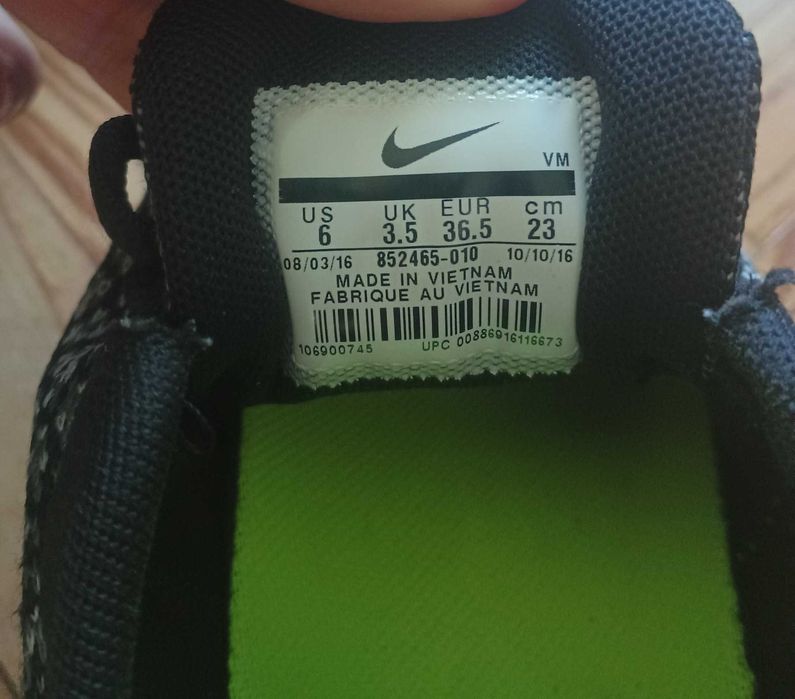 VM
US UK EUR cm
6 3.5 36.5 23
08/03/16 852465-010 10/10/16
MADE IN VIETNAM
FABRIQUE AU VIETNAM
106900745 UPC 00886916116673